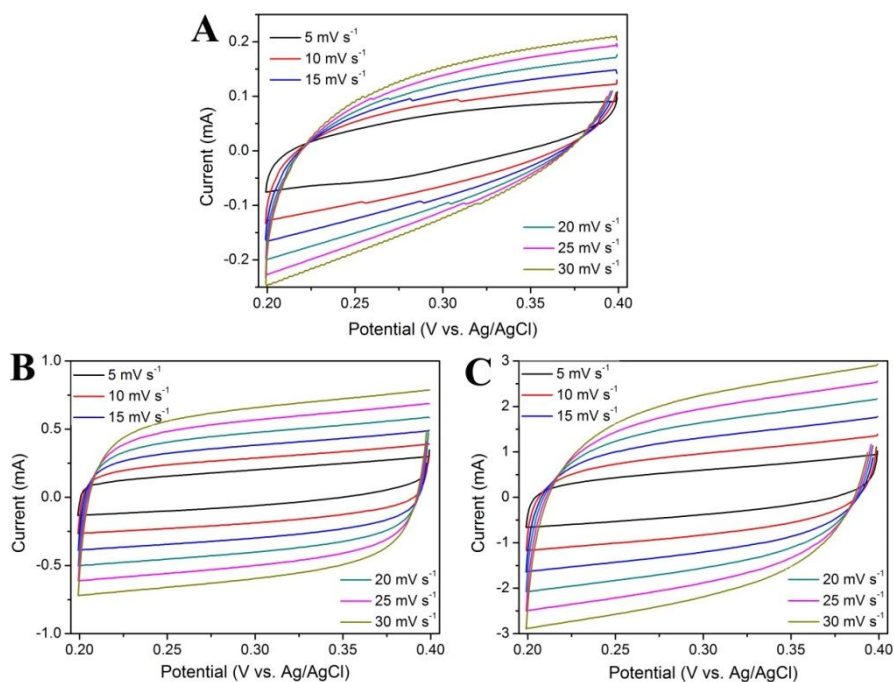 A
5 mV s⁻¹
10 mV s⁻¹
15 mV s⁻¹
20 mV s⁻¹
25 mV s⁻¹
30 mV s⁻¹
Current (mA)
0.2
0.1
0.0
-0.1
-0.2
0.20 0.25 0.30 0.35 0.40
Potential (V vs. Ag/AgCl)
B
5 mV s⁻¹
10 mV s⁻¹
15 mV s⁻¹
20 mV s⁻¹
25 mV s⁻¹
30 mV s⁻¹
Current (mA)
1.0
0.5
0.0
-0.5
-1.0
0.20 0.25 0.30 0.35 0.40
Potential (V vs. Ag/AgCl)
C
5 mV s⁻¹
10 mV s⁻¹
15 mV s⁻¹
20 mV s⁻¹
25 mV s⁻¹
30 mV s⁻¹
Current (mA)
3
2
1
0
-1
-2
-3
0.20 0.25 0.30 0.35 0.40
Potential (V vs. Ag/AgCl)